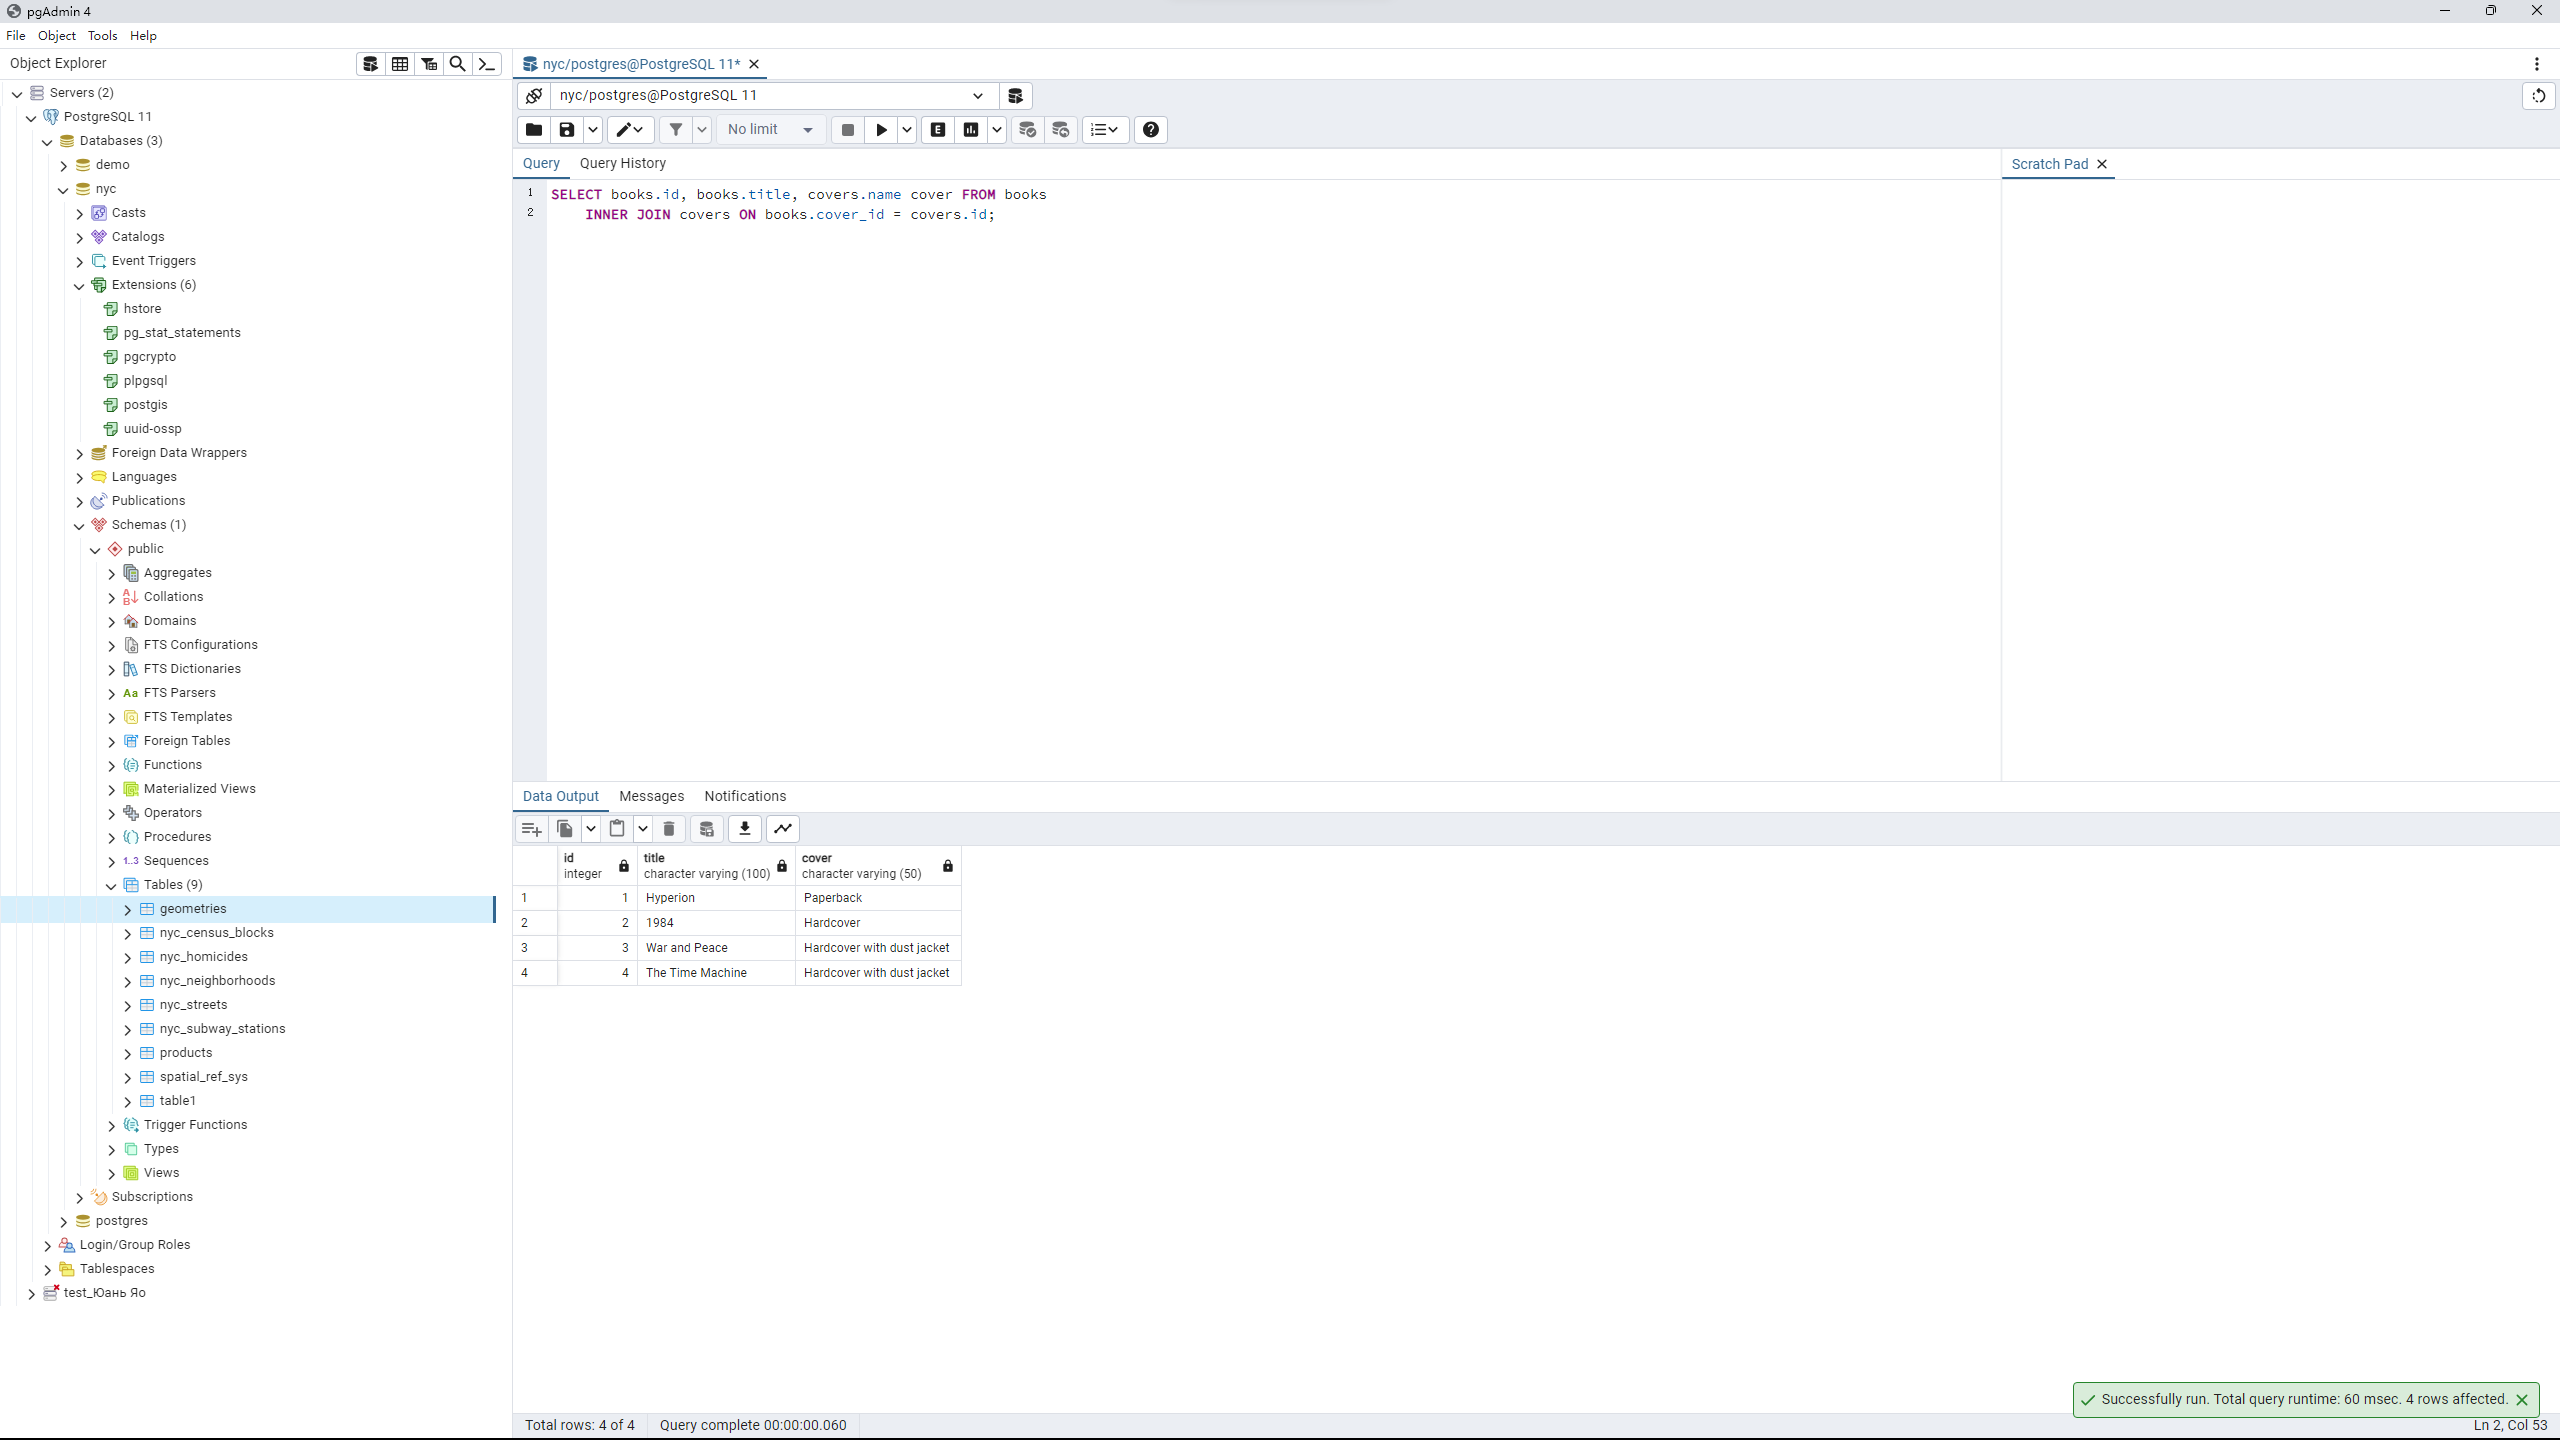 pgAdmin 4
File Object Tools Help
Object Explorer
Servers (2)
PostgreSQL 11
Databases (3)
demo
nyc
Casts
Catalogs
Event Triggers
Extensions (6)
hstore
pg_stat_statements
pgcrypto
plpgsql
postgis
uuid-ossp
Foreign Data Wrappers
Languages
Publications
Schemas (1)
public
Aggregates
Collations
Domains
FTS Configurations
FTS Dictionaries
Aa FTS Parsers
FTS Templates
Foreign Tables
Functions
Materialized Views
Operators
Procedures
1..3 Sequences
Tables (9)
geometries
nyc_census_blocks
nyc_homicides
nyc_neighborhoods
nyc_streets
nyc_subway_stations
products
spatial_ref_sys
table1
Trigger Functions
Types
Views
Subscriptions
postgres
Login/Group Roles
Tablespaces
test_Юань Яо
nyc/postgres@PostgreSQL 11*
nyc/postgres@PostgreSQL 11
No limit
E
Query Query History
Scratch Pad
1 SELECT books.id, books.title, covers.name cover FROM books
2 INNER JOIN covers ON books.cover_id = covers.id;
Data Output Messages Notifications
id title cover
integer character varying (100) character varying (50)
1 1 Hyperion Paperback
2 2 1984 Hardcover
3 3 War and Peace Hardcover with dust jacket
4 4 The Time Machine Hardcover with dust jacket
Successfully run. Total query runtime: 60 msec. 4 rows affected.
Total rows: 4 of 4 Query complete 00:00:00.060 Ln 2, Col 53